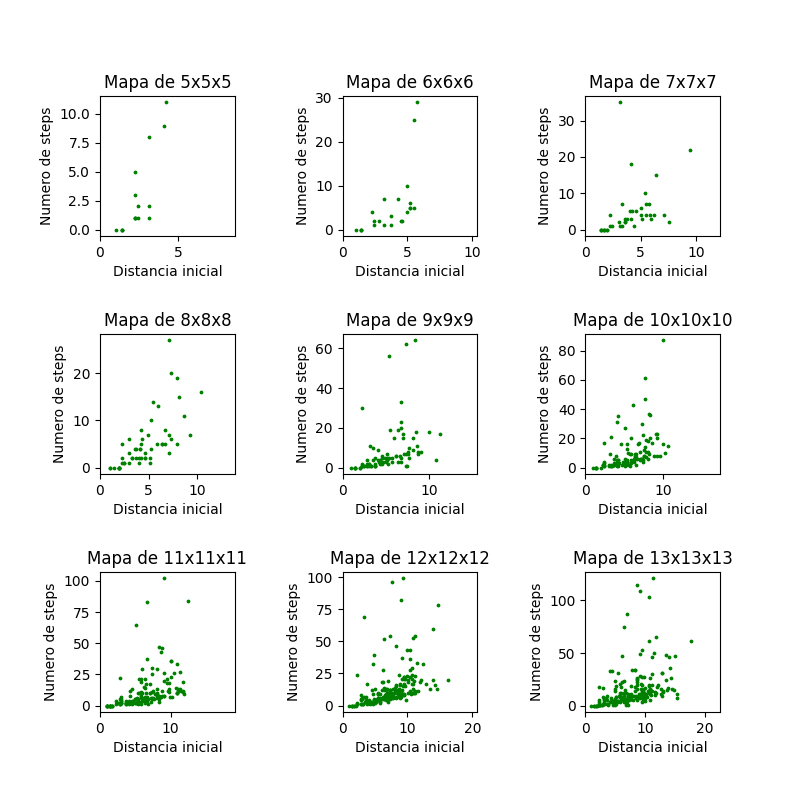 Mapa de 5x5x5
Mapa de 6x6x6
Mapa de 7x7x7
Numero de steps
10.0
7.5
5.0
2.5
0.0
0
5
Distancia inicial
Numero de steps
30
20
10
0
0
5
10
Distancia inicial
Numero de steps
30
20
10
0
0
5
10
Distancia inicial
Mapa de 8x8x8
Mapa de 9x9x9
Mapa de 10x10x10
Numero de steps
20
10
0
0
5
10
Distancia inicial
Numero de steps
60
40
20
0
0
10
Distancia inicial
Numero de steps
80
60
40
20
0
0
10
Distancia inicial
Mapa de 11x11x11
Mapa de 12x12x12
Mapa de 13x13x13
Numero de steps
100
75
50
25
0
0
10
Distancia inicial
Numero de steps
100
75
50
25
0
0
10
20
Distancia inicial
Numero de steps
100
50
0
0
10
20
Distancia inicial